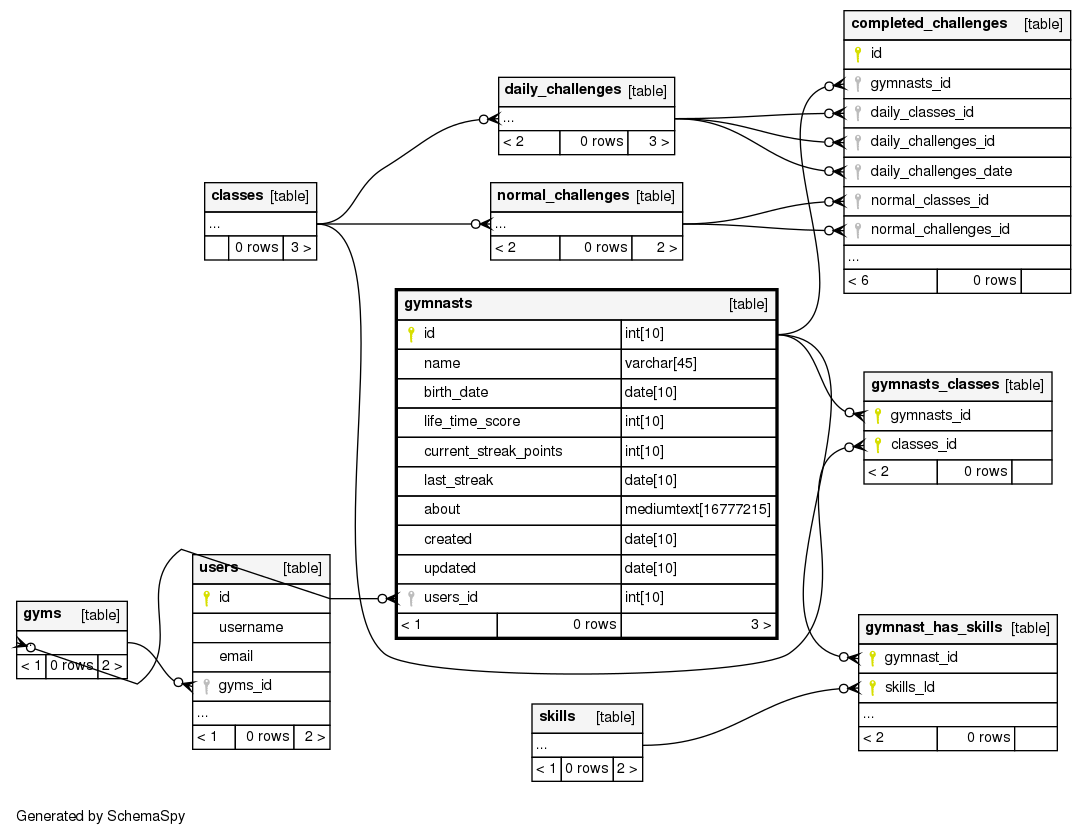 completed_challenges [table]
id
gymnasts_id
daily_classes_id
daily_challenges_id
daily_challenges_date
normal_classes_id
normal_challenges_id
...
< 6 0 rows
daily_challenges [table]
...
< 2 0 rows 3 >
classes [table]
...
0 rows 3 >
normal_challenges [table]
...
< 2 0 rows 2 >
gymnasts [table]
id int[10]
name varchar[45]
birth_date date[10]
life_time_score int[10]
current_streak_points int[10]
last_streak date[10]
about mediumtext[16777215]
created date[10]
updated date[10]
users_id int[10]
< 1 0 rows 3 >
gymnasts_classes [table]
gymnasts_id
classes_id
< 2 0 rows
users [table]
id
username
email
gyms_id
...
< 1 0 rows 2 >
gyms [table]
< 1 0 rows 2 >
gymnast_has_skills [table]
gymnast_id
skills_Id
...
< 2 0 rows
skills [table]
...
< 1 0 rows 2 >
Generated by SchemaSpy